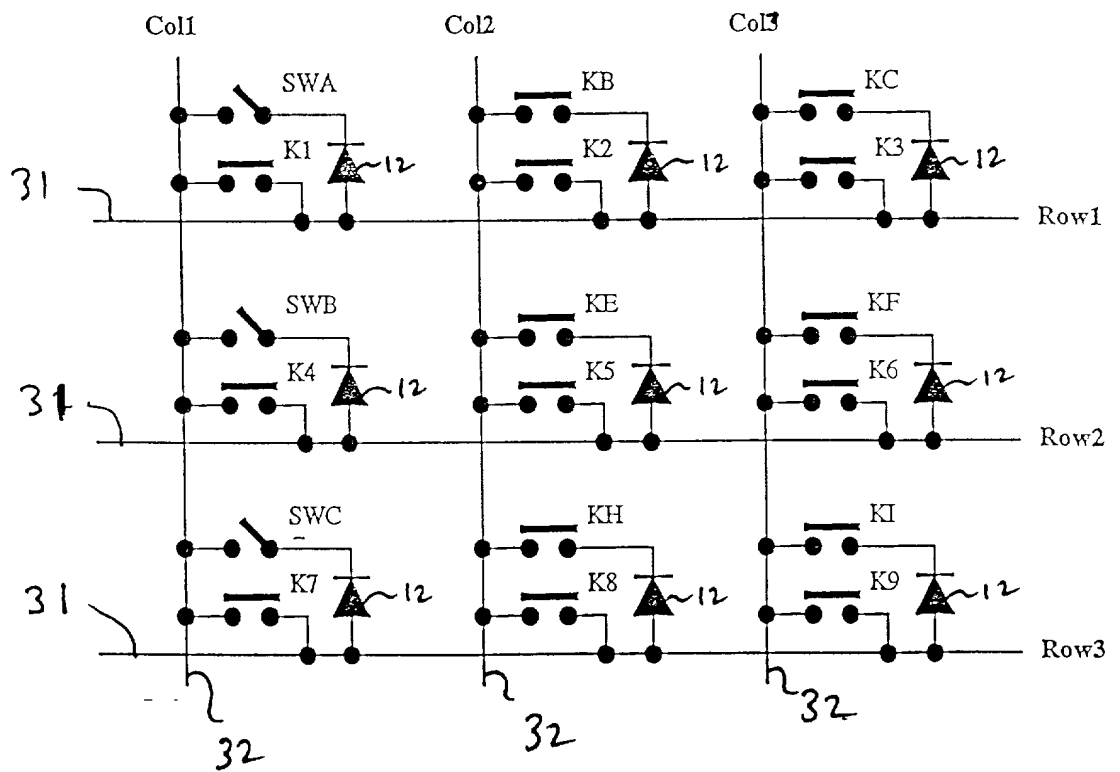 Col1 Col2 Col3
SWA KB KC
K1 12 K2 12 K3 12
31
Row1
SWB KE KF
K4 12 K5 12 K6 12
31
Row2
SWC KH KI
K7 12 K8 12 K9 12
31
Row3
32 32 32